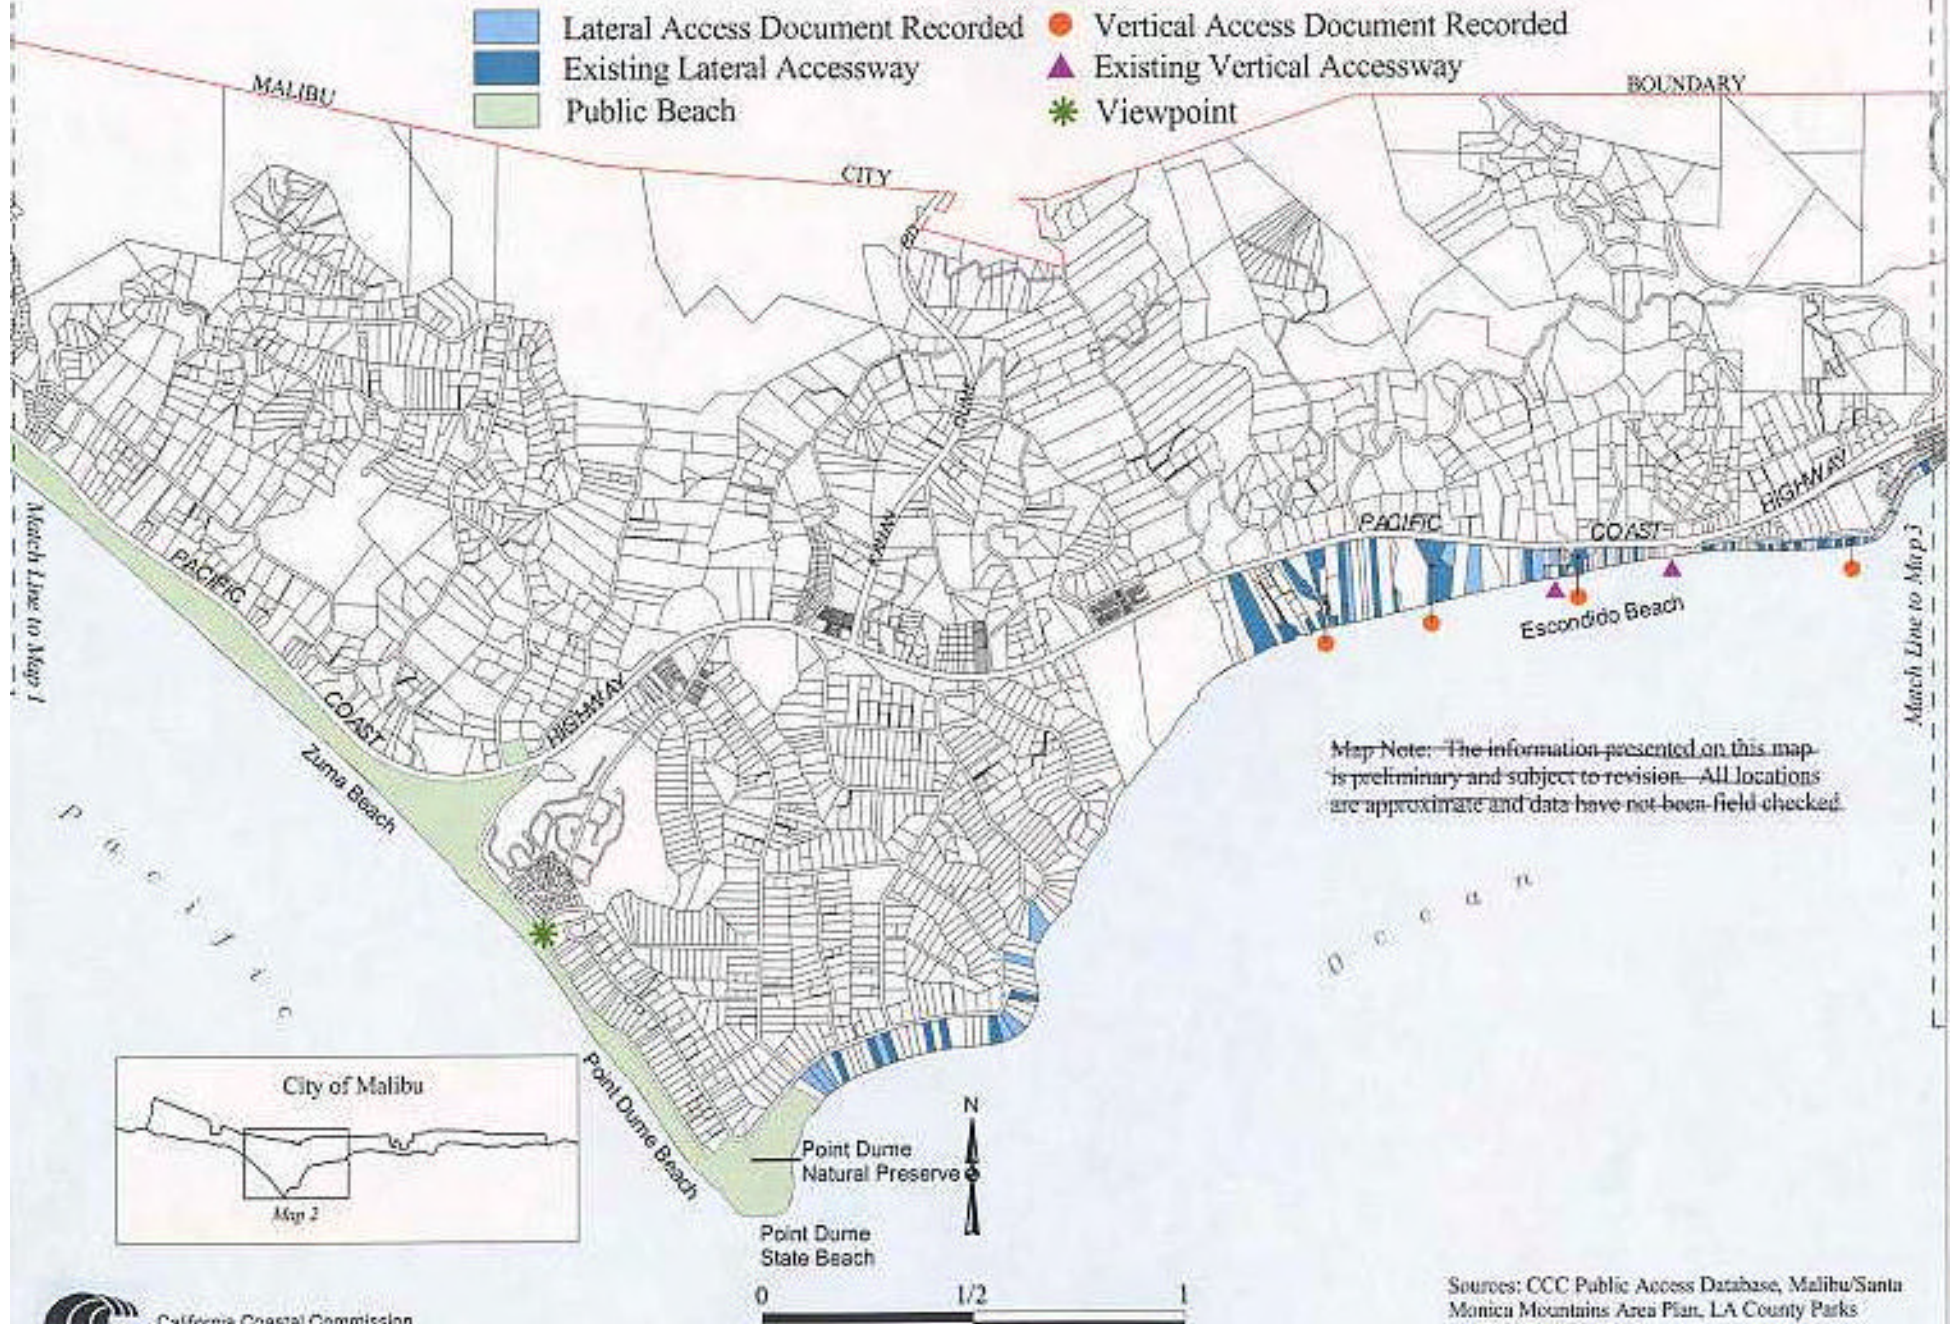 Lateral Access Document Recorded
Existing Lateral Accessway
Public Beach
Vertical Access Document Recorded
Existing Vertical Accessway
Viewpoint
MALIBU
CITY
BOUNDARY
RD
DUME
KANAN
PACIFIC
COAST
HIGHWAY
PACIFIC
COAST
HIGHWAY
Match Line to Map 1
Match Line to Map 3
Escondido Beach
Zuma Beach
Pacific
Ocean
Map Note: The information presented on this map
is preliminary and subject to revision. All locations
are approximate and data have not been field checked.
Point Dume Beach
City of Malibu
Map 2
N
Point Dume
Natural Preserve
Point Dume
State Beach
0 1/2 1
California Coastal Commission
Sources: CCC Public Access Database, Malibu/Santa
Monica Mountains Area Plan, LA County Parks